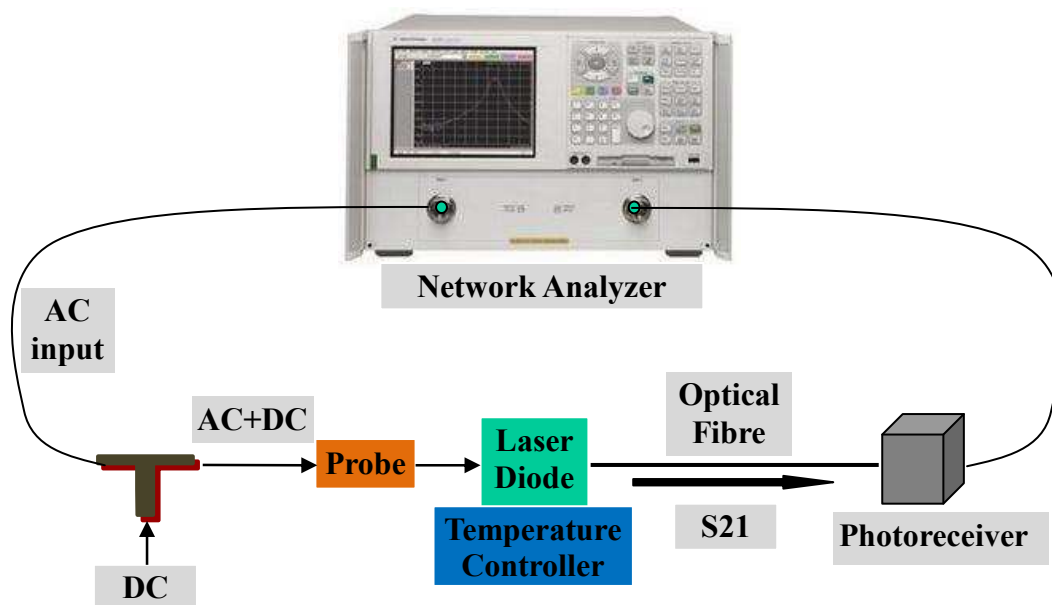 Network Analyzer
AC
input
AC+DC
Probe
Laser
Diode
Optical
Fibre
Temperature
Controller
S21
Photoreceiver
DC